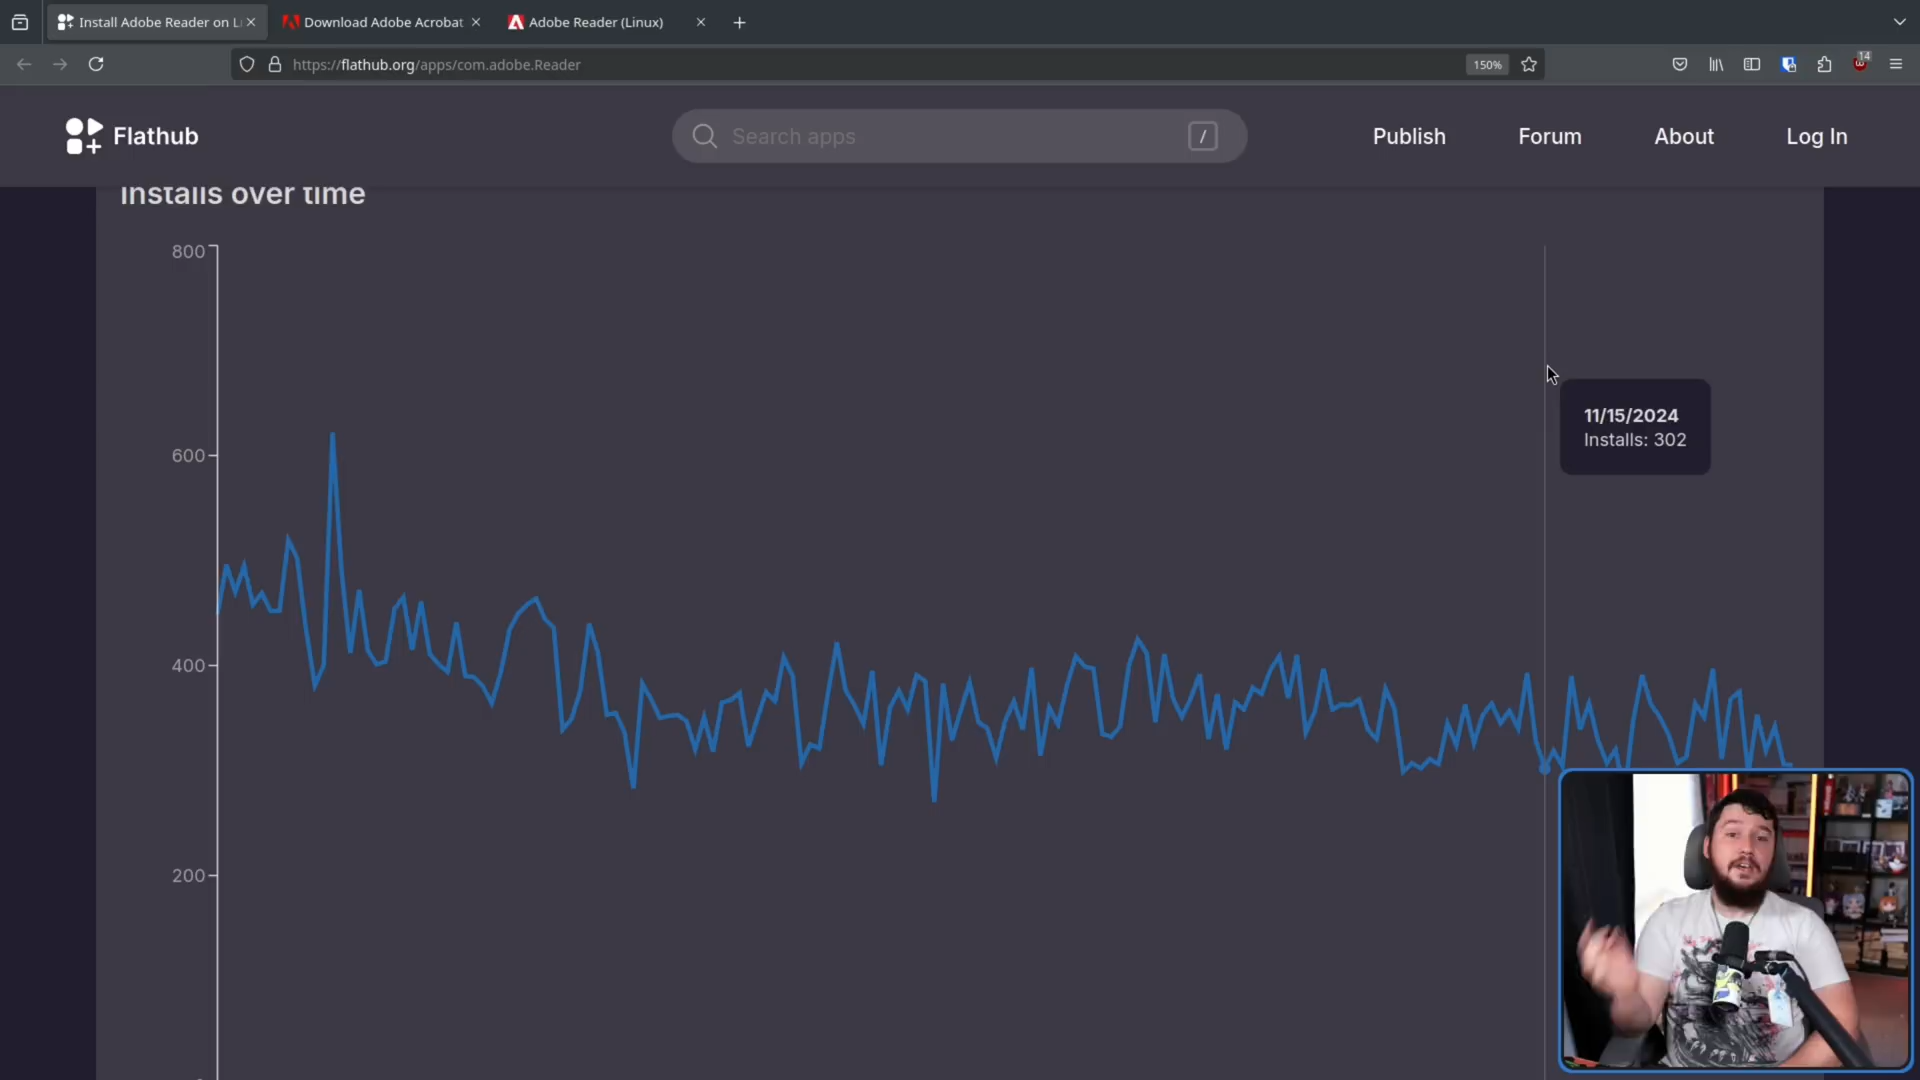 Install Adobe Reader on Li
Download Adobe Acrobat
Adobe Reader (Linux)
https://flathub.org/apps/com.adobe.Reader
150%
14
Flathub
Search apps
/
Publish
Forum
About
Log In
Installs over time
800
600
400
200
11/15/2024
Installs: 302